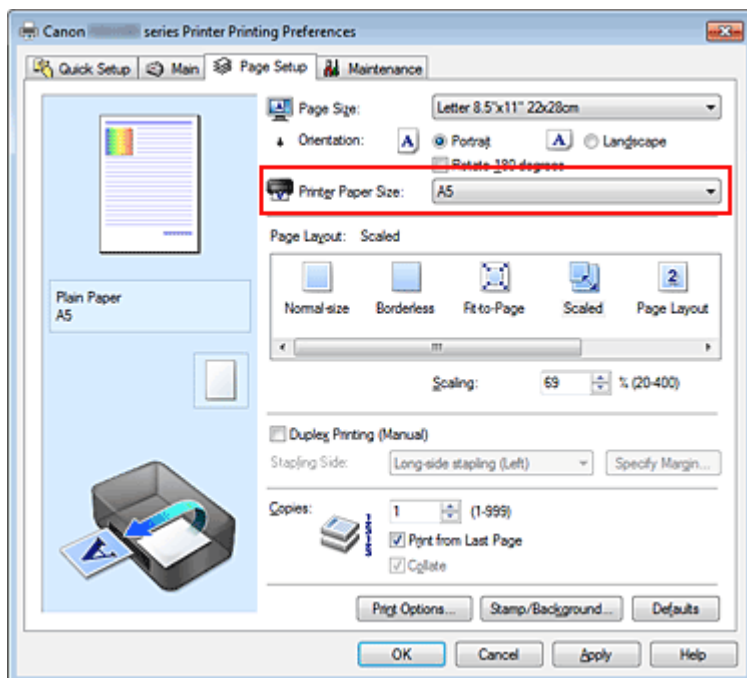 Canon series Printer Printing Preferences
Quick Setup Main Page Setup Maintenance
Page Size: Letter 8.5"x11" 22x28cm
Orientation: A Portrait A Landscape
Rotate 180 degrees
Printer Paper Size: A5
Page Layout: Scaled
Normal-size Borderless Fit-to-Page Scaled 2 Page Layout
Plain Paper
A5
Scaling: 69 % (20-400)
Duplex Printing (Manual)
Stapling Side: Long-side stapling (Left) Specify Margin...
Copies: 1 (1-999)
Print from Last Page
Collate
A
Print Options... Stamp/Background... Defaults
OK Cancel Apply Help